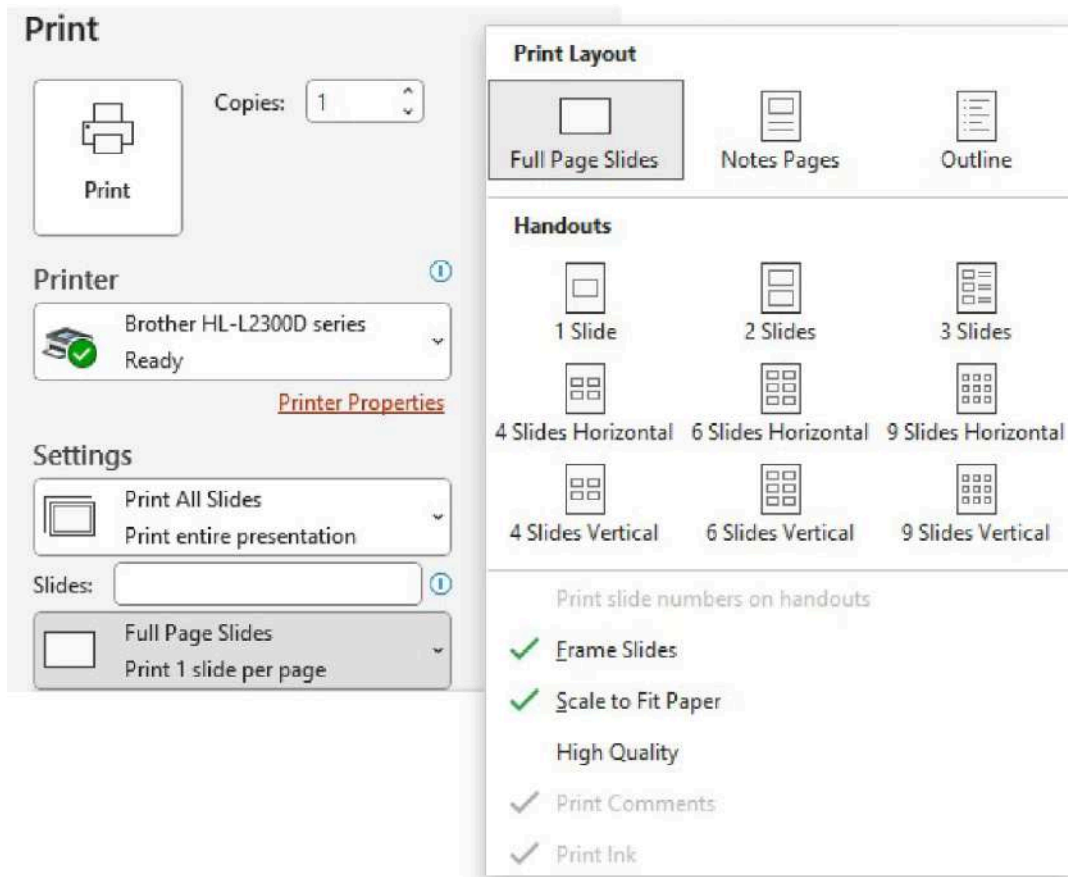 Print
Copies: 1
Print
Printer
Brother HL-L2300D series
Ready
Printer Properties
Settings
Print All Slides
Print entire presentation
Slides:
Full Page Slides
Print 1 slide per page
Print Layout
Full Page Slides Notes Pages Outline
Handouts
1 Slide 2 Slides 3 Slides
4 Slides Horizontal 6 Slides Horizontal 9 Slides Horizontal
4 Slides Vertical 6 Slides Vertical 9 Slides Vertical
Print slide numbers on handouts
Frame Slides
Scale to Fit Paper
High Quality
Print Comments
Print Ink